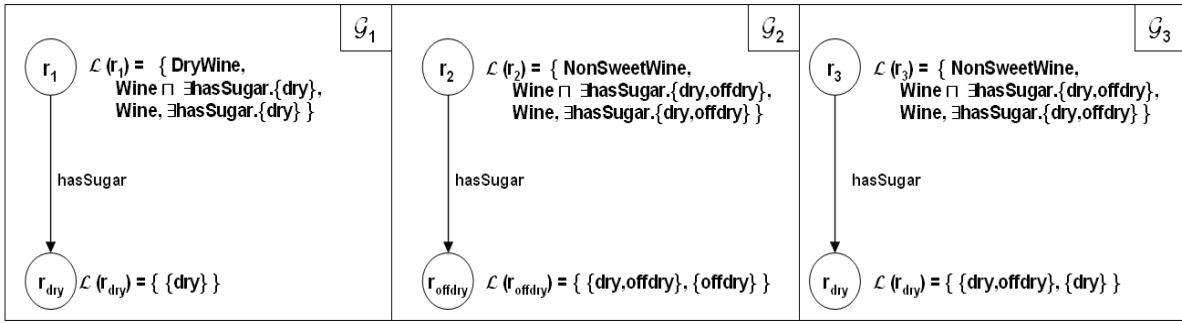 𝒢1
r1 ℒ (r1) = { DryWine,
Wine ⊓ ∃hasSugar.{dry},
Wine, ∃hasSugar.{dry} }
hasSugar
rdry ℒ (rdry) = { {dry} }
𝒢2
r2 ℒ (r2) = { NonSweetWine,
Wine ⊓ ∃hasSugar.{dry,offdry},
Wine, ∃hasSugar.{dry,offdry} }
hasSugar
roffdry ℒ (roffdry) = { {dry,offdry}, {offdry} }
𝒢3
r3 ℒ (r3) = { NonSweetWine,
Wine ⊓ ∃hasSugar.{dry,offdry},
Wine, ∃hasSugar.{dry,offdry} }
hasSugar
rdry ℒ (rdry) = { {dry,offdry}, {dry} }